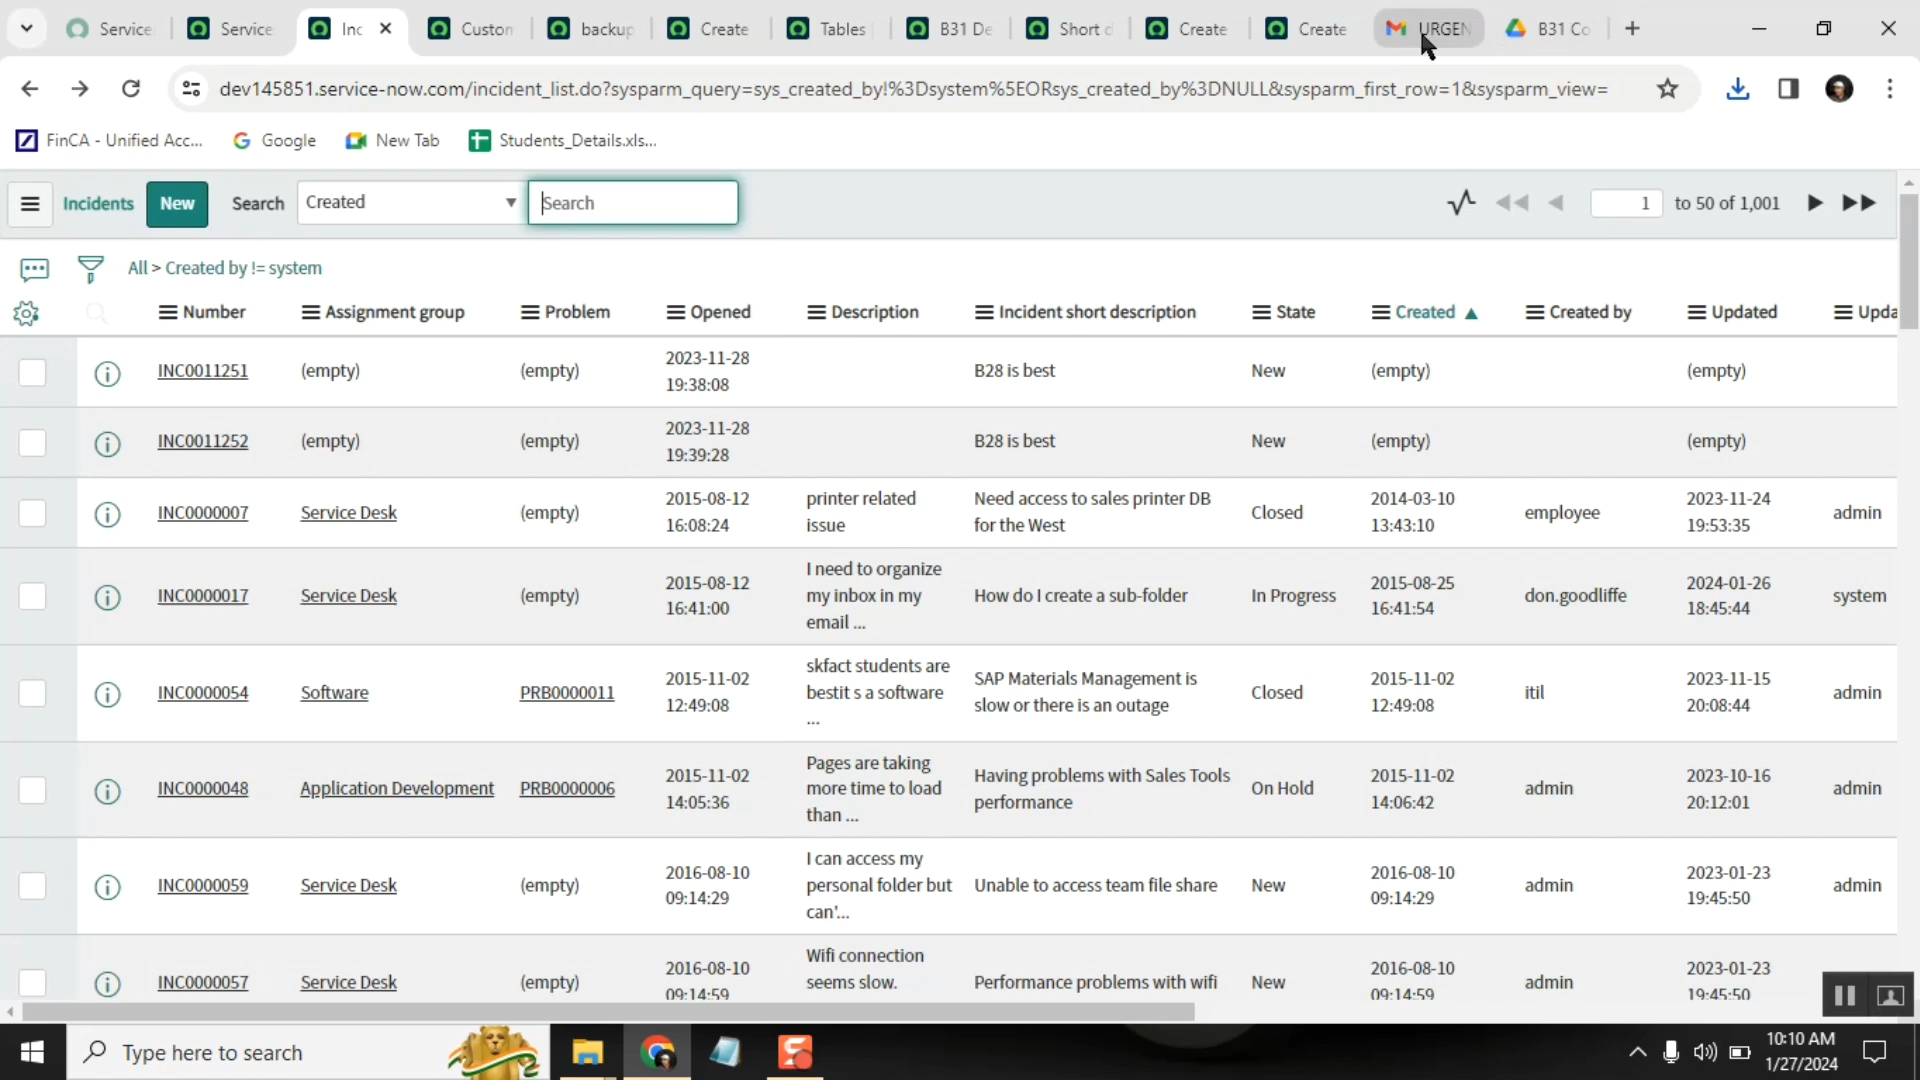 Service
Service
Inc
Custom
backup
Create
Tables
B31 De
Short d
Create
Create
URGEN
B31 Co
dev145851.service-now.com/incident_list.do?sysparm_query=sys_created_by!%3Dsystem%5EORsys_created_by%3DNULL&sysparm_first_row=1&sysparm_view=
FinCA - Unified Acc...
Google
New Tab
Students_Details.xls...
Incidents
New
Search
Created
Search
1
to 50 of 1,001
All > Created by != system
Number
Assignment group
Problem
Opened
Description
Incident short description
State
Created ▲
Created by
Updated
Upda
INC0011251
(empty)
(empty)
2023-11-28
19:38:08
B28 is best
New
(empty)
(empty)
INC0011252
(empty)
(empty)
2023-11-28
19:39:28
B28 is best
New
(empty)
(empty)
INC0000007
Service Desk
(empty)
2015-08-12
16:08:24
printer related
issue
Need access to sales printer DB
for the West
Closed
2014-03-10
13:43:10
employee
2023-11-24
19:53:35
admin
INC0000017
Service Desk
(empty)
2015-08-12
16:41:00
I need to organize
my inbox in my
email ...
How do I create a sub-folder
In Progress
2015-08-25
16:41:54
don.goodliffe
2024-01-26
18:45:44
system
INC0000054
Software
PRB0000011
2015-11-02
12:49:08
skfact students are
bestit s a software
...
SAP Materials Management is
slow or there is an outage
Closed
2015-11-02
12:49:08
itil
2023-11-15
20:08:44
admin
INC0000048
Application Development
PRB0000006
2015-11-02
14:05:36
Pages are taking
more time to load
than ...
Having problems with Sales Tools
performance
On Hold
2015-11-02
14:06:42
admin
2023-10-16
20:12:01
admin
INC0000059
Service Desk
(empty)
2016-08-10
09:14:29
I can access my
personal folder but
can'...
Unable to access team file share
New
2016-08-10
09:14:29
admin
2023-01-23
19:45:50
admin
INC0000057
Service Desk
(empty)
2016-08-10
09:14:59
Wifi connection
seems slow.
Performance problems with wifi
New
2016-08-10
09:14:59
admin
2023-01-23
19:45:50
Type here to search
10:10 AM
1/27/2024